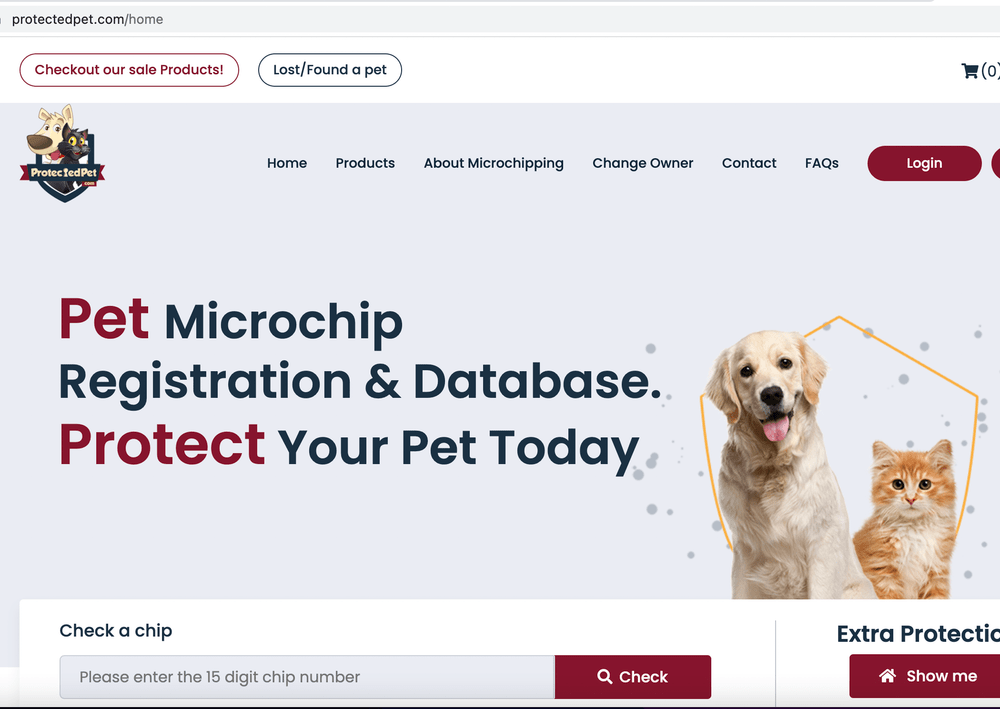 protectedpet.com/home
Checkout our sale Products!
Lost/Found a pet
(0)
ProtectedPet
.com
Home
Products
About Microchipping
Change Owner
Contact
FAQs
Login
Pet Microchip
Registration & Database.
Protect Your Pet Today
Check a chip
Extra Protectio
Please enter the 15 digit chip number
Check
Show me